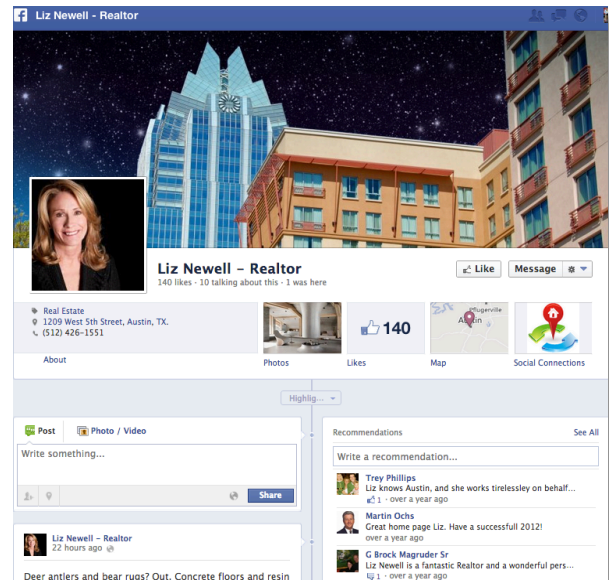 f Liz Newell - Realtor
Liz Newell - Realtor
140 likes · 10 talking about this · 1 was here
Like
Message
Real Estate
1209 West 5th Street, Austin, TX.
(512) 426-1551
About
Photos
140
Likes
Pflugerville
Austin
Map
Social Connections
Highlig...
Post
Photo / Video
Write something...
Share
Liz Newell - Realtor
22 hours ago
Deer antlers and bear rugs? Out. Concrete floors and resin
Recommendations
See All
Write a recommendation...
Trey Phillips
Liz knows Austin, and she works tirelessley on behalf...
1 · over a year ago
Martin Ochs
Great home page Liz. Have a successfull 2012!
over a year ago
G Brock Magruder Sr
Liz Newell is a fantastic Realtor and a wonderful pers...
1 · over a year ago